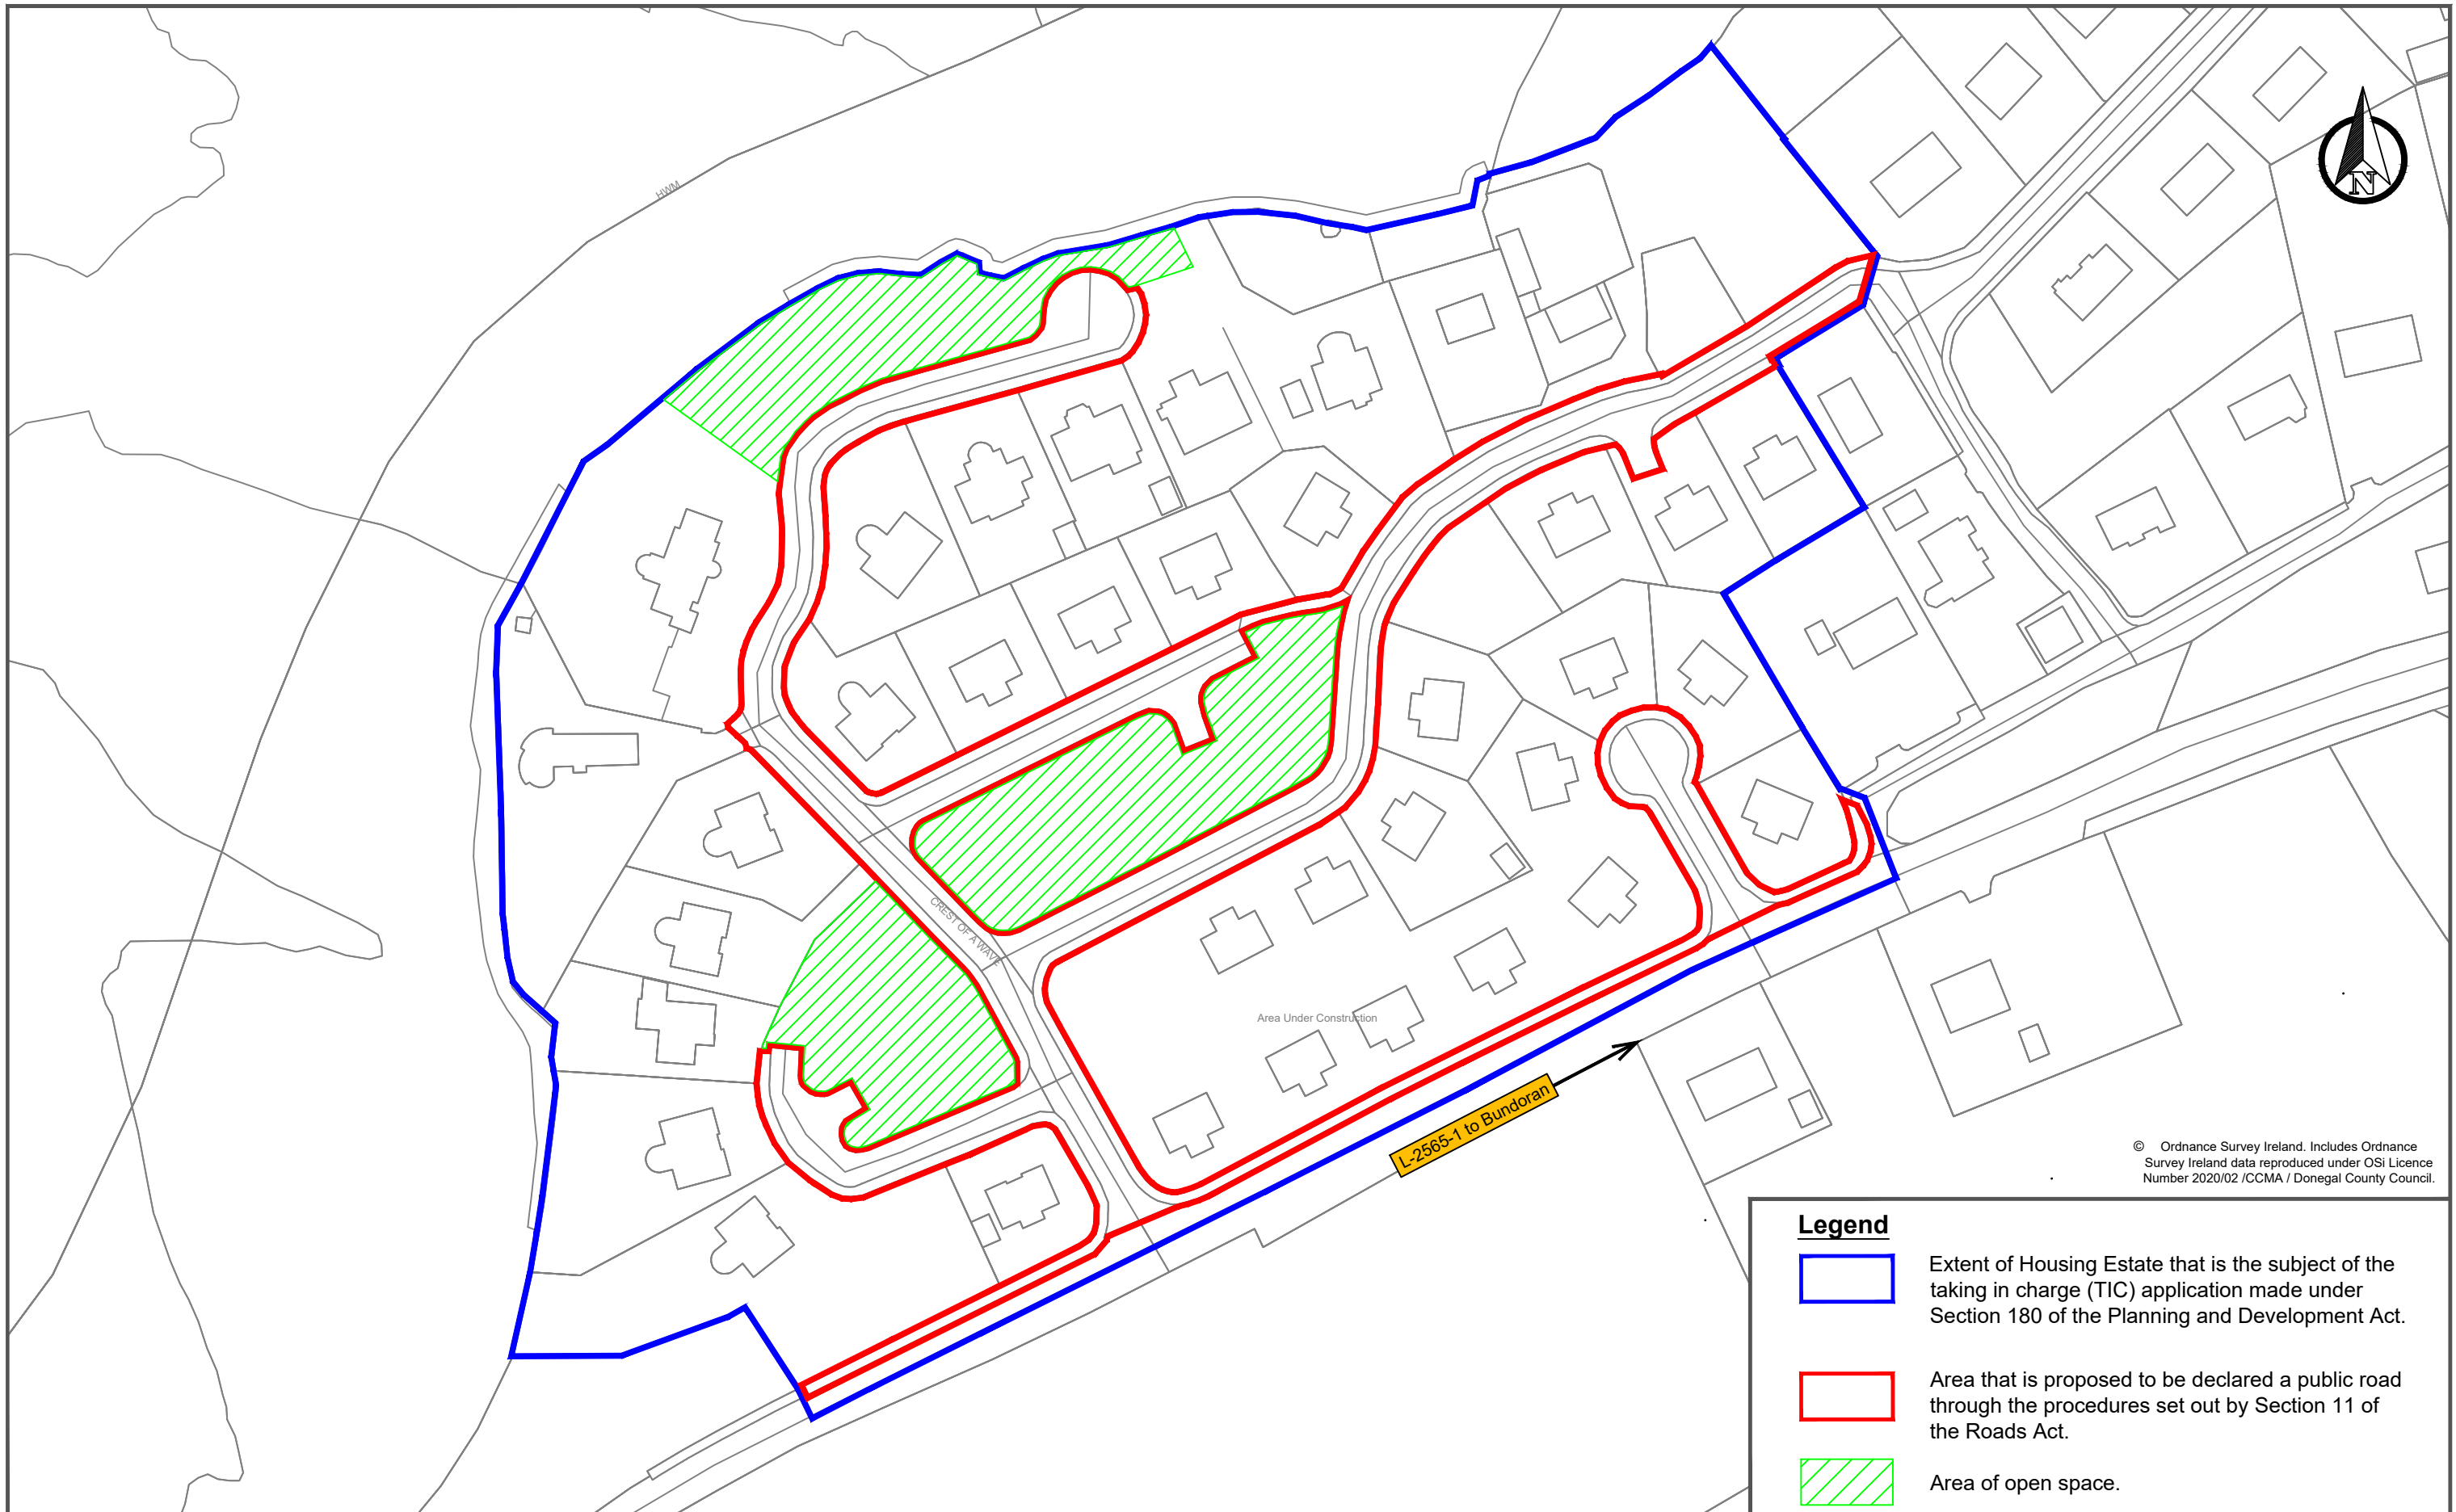 HWM
N
CREST OF A WAVE
Area Under Construction
L-2565-1 to Bundoran
© Ordnance Survey Ireland. Includes Ordnance
Survey Ireland data reproduced under OSi Licence
Number 2020/02 /CCMA / Donegal County Council.
Legend
Extent of Housing Estate that is the subject of the
taking in charge (TIC) application made under
Section 180 of the Planning and Development Act.
Area that is proposed to be declared a public road
through the procedures set out by Section 11 of
the Roads Act.
Area of open space.